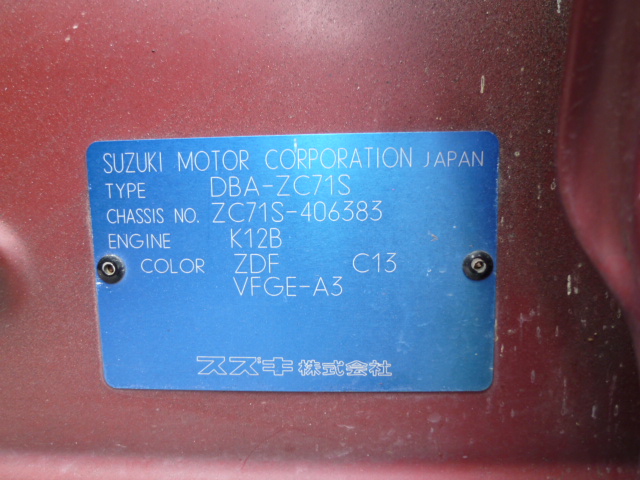 SUZUKI MOTOR CORPORATION JAPAN
TYPE DBA-ZC71S
CHASSIS NO. ZC71S-406383
ENGINE K12B
COLOR ZDF C13
VFGE-A3
スズキ株式会社